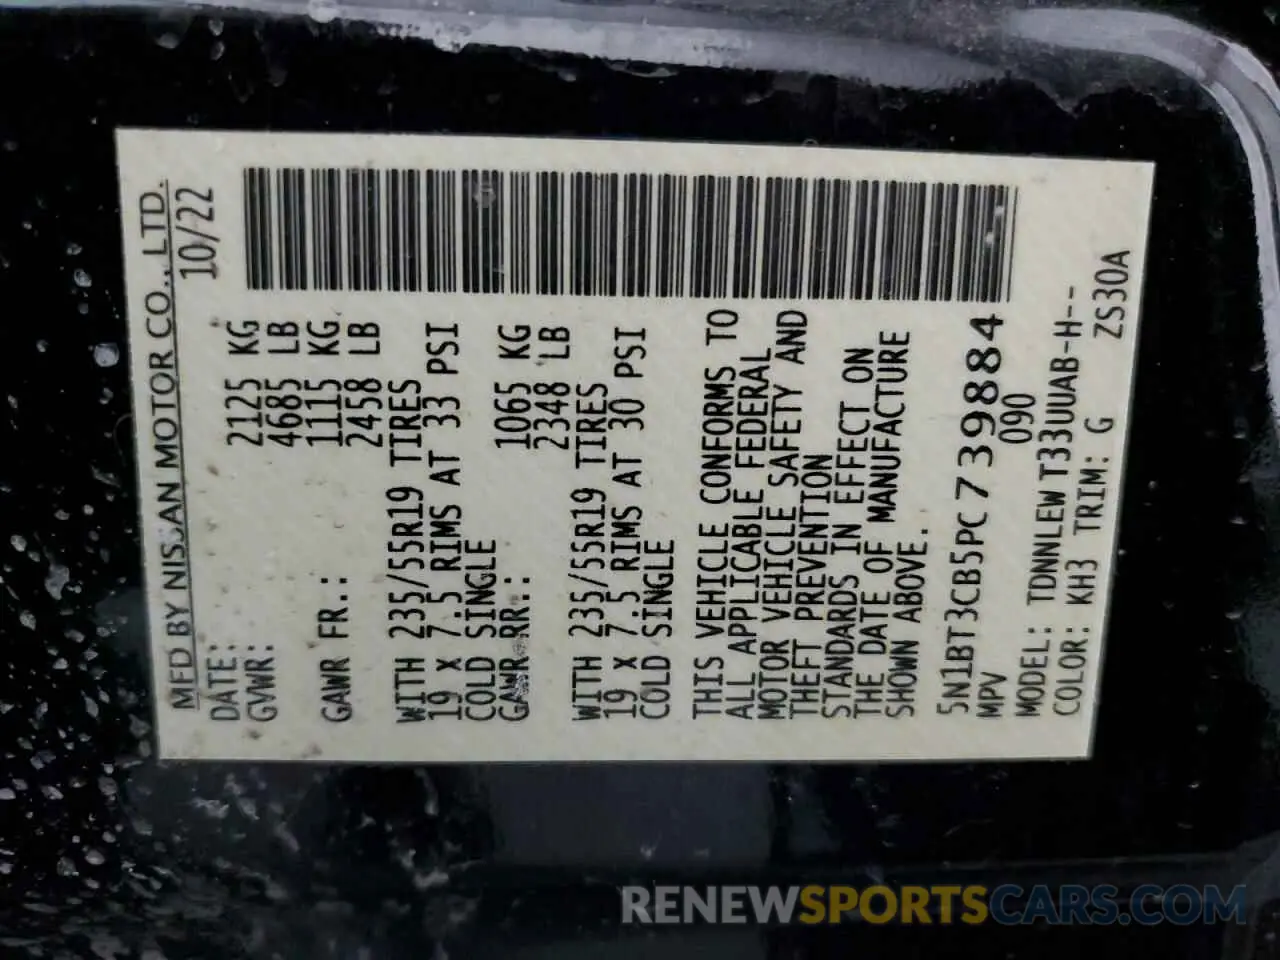 MFD BY NISSAN MOTOR CO., LTD.
DATE: 10/22
GVWR: 2125 KG
4685 LB
GAWR FR.: 1115 KG
2458 LB
WITH 235/55R19 TIRES
19 X 7.5 RIMS AT 33 PSI
COLD SINGLE
GAWR RR.: 1065 KG
2348 LB
WITH 235/55R19 TIRES
19 X 7.5 RIMS AT 30 PSI
COLD SINGLE
THIS VEHICLE CONFORMS TO
ALL APPLICABLE FEDERAL
MOTOR VEHICLE SAFETY AND
THEFT PREVENTION
STANDARDS IN EFFECT ON
THE DATE OF MANUFACTURE
SHOWN ABOVE.
5N1BT3CB5PC739884
MPV 090
MODEL: TDNNLEW T33UUAB-H--
COLOR: KH3 TRIM: G ZS30A
RENEWSPORTSCARS.COM